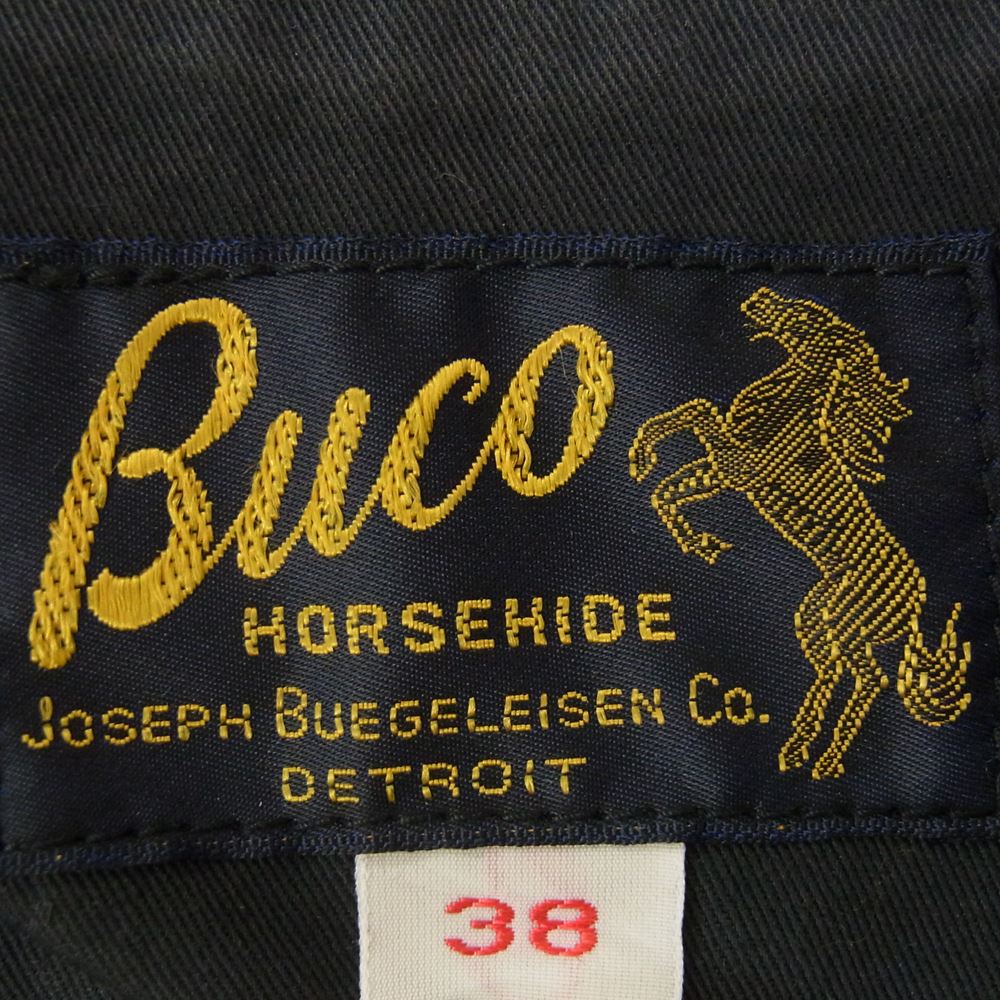 Buco
HORSEHIDE
JOSEPH BUEGELEISEN CO.
DETROIT
38